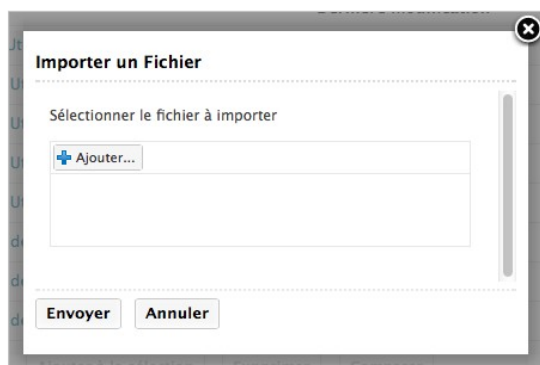 Importer un Fichier
Sélectionner le fichier à importer
Ajouter...
Envoyer Annuler